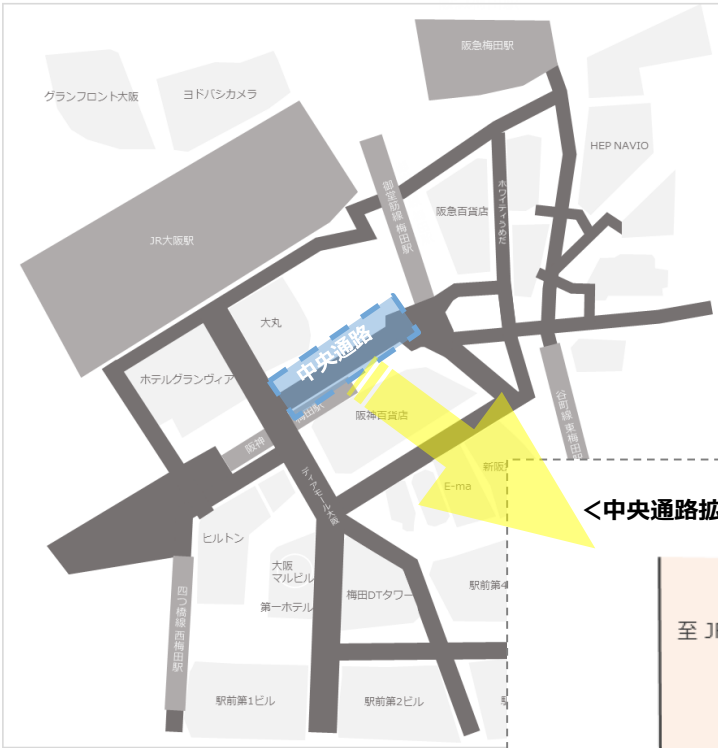 阪急梅田駅
グランフロント大阪
ヨドバシカメラ
HEP NAVIO
御堂筋線 梅田駅
ホワイティうめだ
阪急百貨店
JR大阪駅
大丸
中央通路
ホテルグランヴィア
梅田駅
阪神百貨店
谷町線 東梅田駅
阪神
新阪
E-ma
ディアモール大阪
<中央通路拡
ヒルトン
大阪
マルビル
第一ホテル
梅田DTタワー
駅前第4
四つ橋線 西梅田駅
至 JR
駅前第1ビル
駅前第2ビル